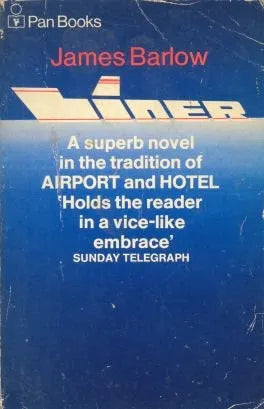 Pan Books
James Barlow
LINER
A superb novel
in the tradition of
AIRPORT and HOTEL
'Holds the reader
in a vice-like
embrace'
SUNDAY TELEGRAPH